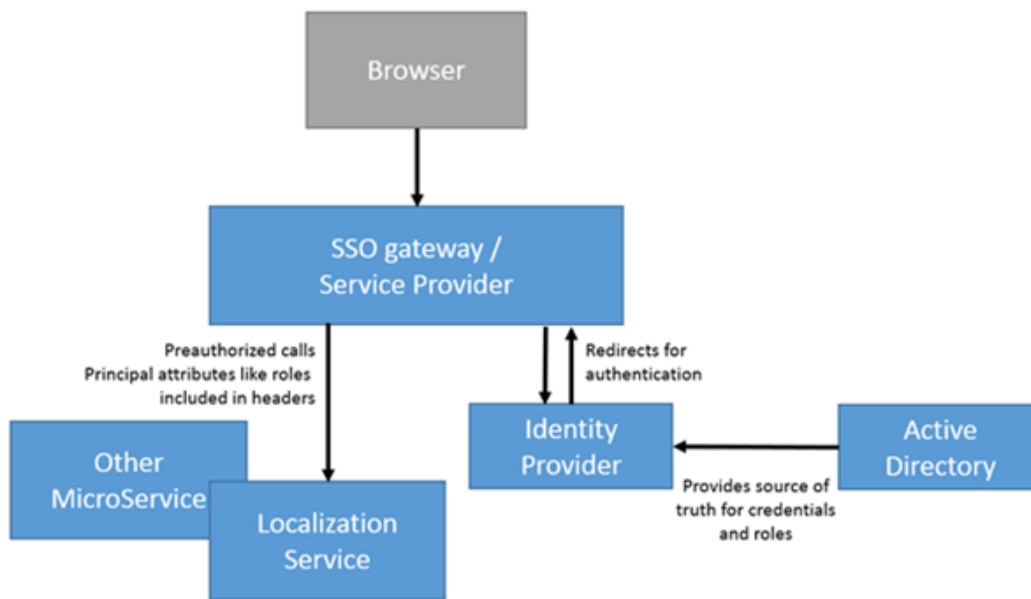 Browser
SSO gateway /
Service Provider
Preauthorized calls
Principal attributes like roles
included in headers
Redirects for
authentication
Identity
Provider
Active
Directory
Other
MicroService
Provides source of
truth for credentials
and roles
Localization
Service